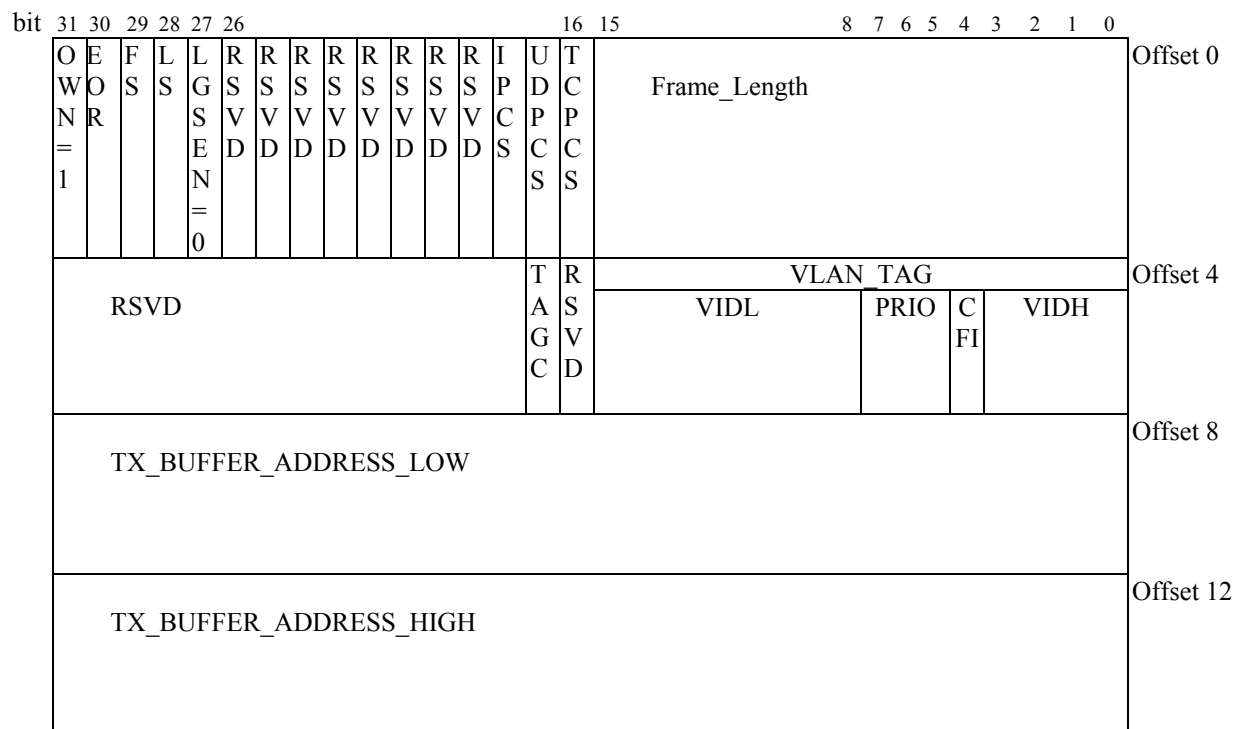 bit 31 30 29 28 27 26 16 15 8 7 6 5 4 3 2 1 0
OWN=1
EOR
FS
LS
LGSEN=0
RSVD
RSVD
RSVD
RSVD
RSVD
RSVD
RSVD
RSVD
IPCS
UDPCS
TCPCS
Frame_Length
Offset 0
RSVD
TAGC
RSVD
VLAN_TAG
VIDL
PRIO
CFI
VIDH
Offset 4
TX_BUFFER_ADDRESS_LOW
Offset 8
TX_BUFFER_ADDRESS_HIGH
Offset 12